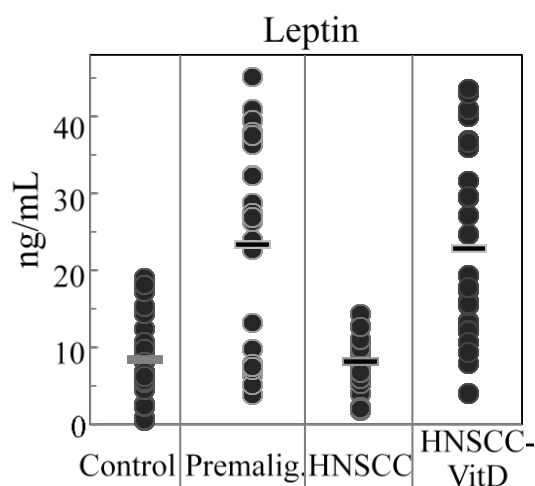 Leptin
ng/mL
40
30
20
10
0
Control
Premalig.
HNSCC
HNSCC-
VitD